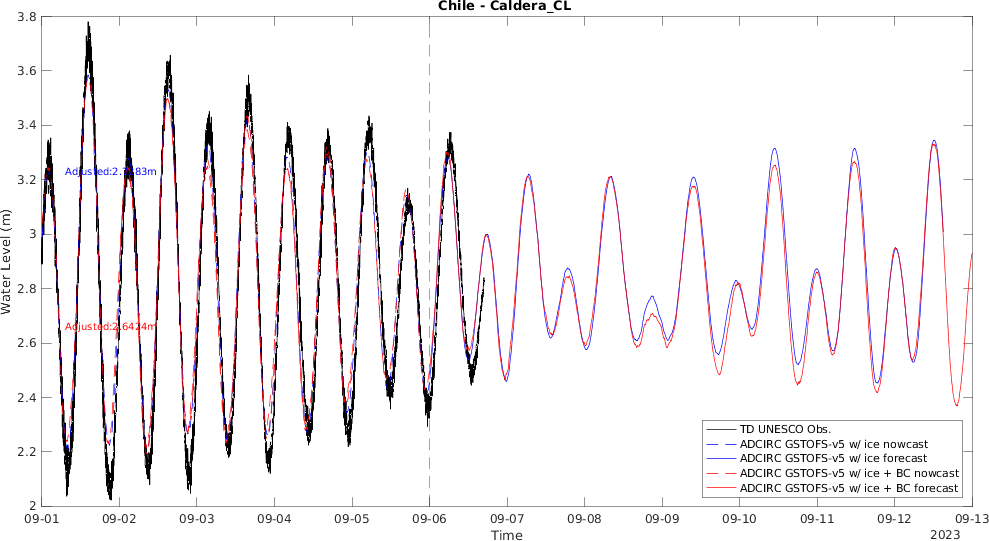 Chile - Caldera_CL
3.8
3.6
3.4
3.2
3
2.8
2.6
2.4
2.2
2
Water Level (m)
Adjusted:2.6424m
TD UNESCO Obs.
ADCIRC GSTOFS-v5 w/ ice nowcast
ADCIRC GSTOFS-v5 w/ ice forecast
ADCIRC GSTOFS-v5 w/ ice + BC nowcast
ADCIRC GSTOFS-v5 w/ ice + BC forecast
09-01 09-02 09-03 09-04 09-05 09-06 09-07 09-08 09-09 09-10 09-11 09-12 09-13
Time
2023